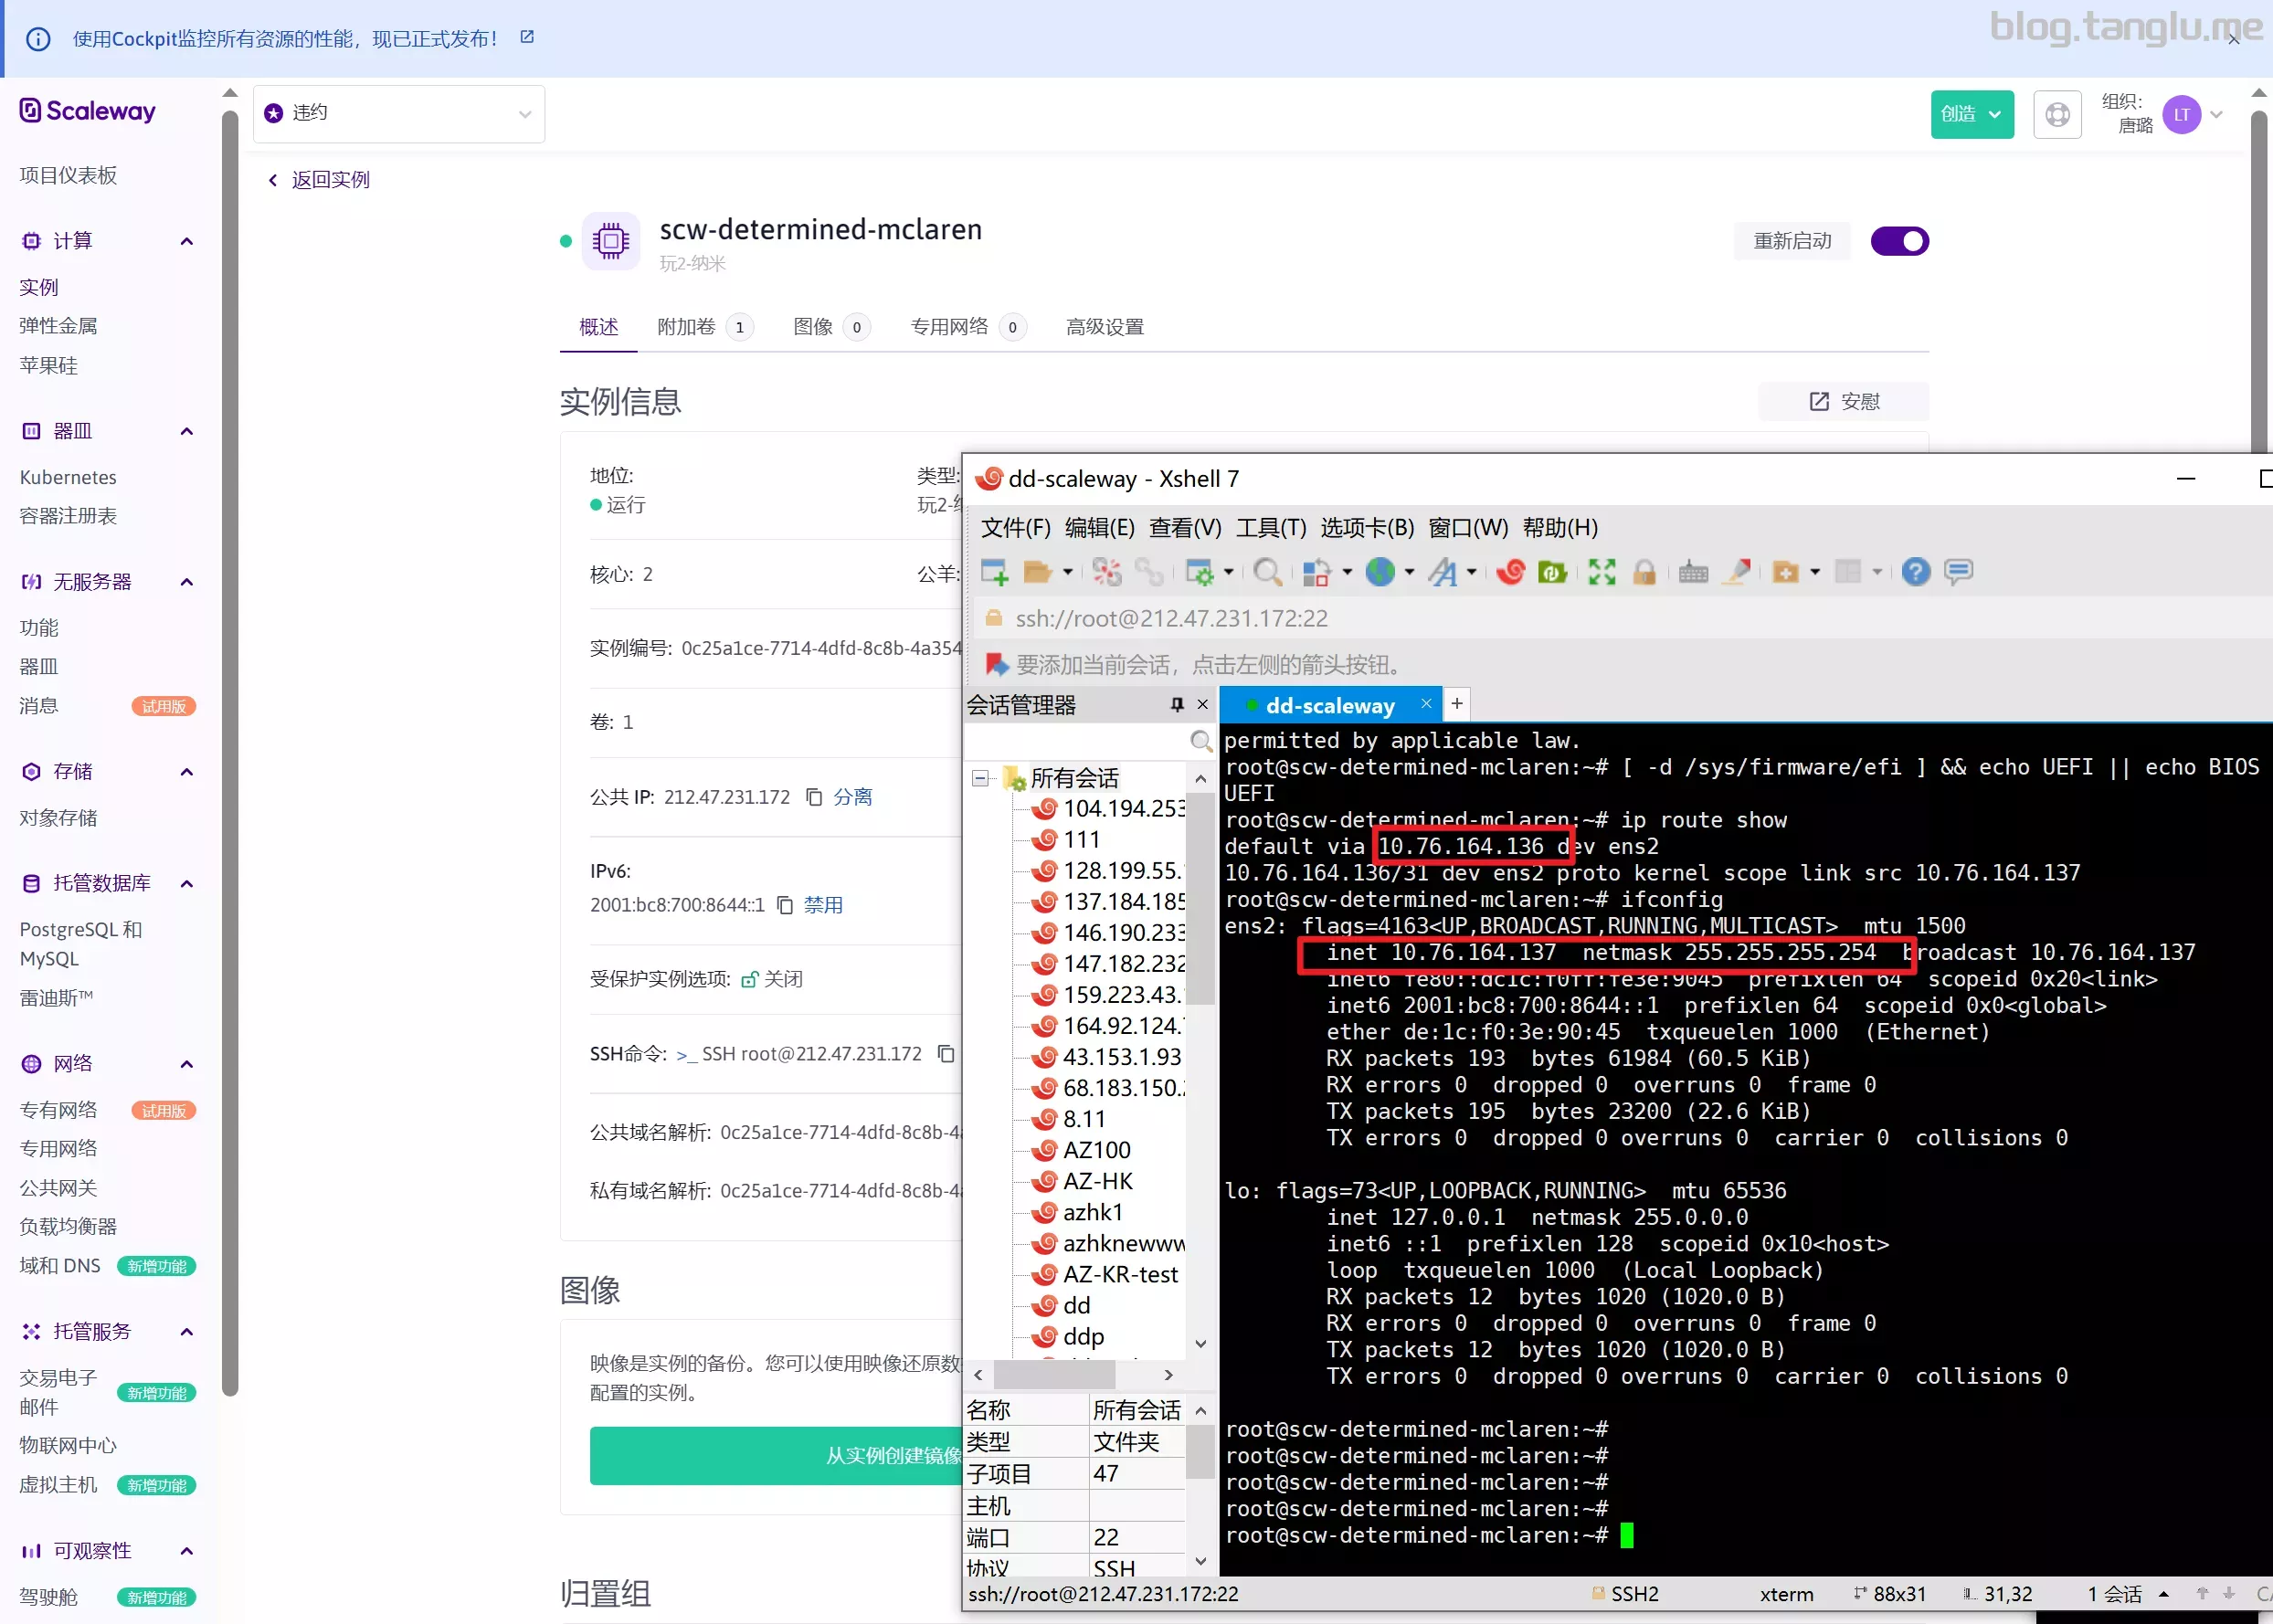 使用Cockpit监控所有资源的性能，现已正式发布！
blog.tanglu.me
Scaleway
违约
创造
组织：
唐璐
LT
项目仪表板
计算
实例
弹性金属
苹果硅
器皿
Kubernetes
容器注册表
无服务器
功能
器皿
消息 试用版
存储
对象存储
托管数据库
PostgreSQL 和
MySQL
雷迪斯™
网络
专有网络 试用版
专用网络
公共网关
负载均衡器
域和 DNS 新增功能
托管服务
交易电子
邮件 新增功能
物联网中心
虚拟主机 新增功能
可观察性
驾驶舱 新增功能
返回实例
scw-determined-mclaren
玩2-纳米
重新启动
概述 附加卷 1 图像 0 专用网络 0 高级设置
实例信息
安慰
地位:
运行
类型:
玩2-
核心: 2
公羊:
实例编号: 0c25a1ce-7714-4dfd-8c8b-4a354
卷: 1
公共 IP: 212.47.231.172 分离
IPv6:
2001:bc8:700:8644::1 禁用
受保护实例选项: 关闭
SSH命令: >_ SSH root@212.47.231.172
公共域名解析: 0c25a1ce-7714-4dfd-8c8b-4
私有域名解析: 0c25a1ce-7714-4dfd-8c8b-4
图像
映像是实例的备份。您可以使用映像还原数
配置的实例。
从实例创建镜像
归置组
dd-scaleway - Xshell 7
文件(F) 编辑(E) 查看(V) 工具(T) 选项卡(B) 窗口(W) 帮助(H)
ssh://root@212.47.231.172:22
要添加当前会话，点击左侧的箭头按钮。
会话管理器
所有会话
104.194.253
111
128.199.55.
137.184.185
146.190.233
147.182.232
159.223.43.
164.92.124.
43.153.1.93
68.183.150.
8.11
AZ100
AZ-HK
azhk1
azhknewww
AZ-KR-test
dd
ddp
名称 所有会话
类型 文件夹
子项目 47
主机
端口 22
协议 SSH
dd-scaleway
permitted by applicable law.
root@scw-determined-mclaren:~# [ -d /sys/firmware/efi ] && echo UEFI || echo BIOS
UEFI
root@scw-determined-mclaren:~# ip route show
default via 10.76.164.136 dev ens2
10.76.164.136/31 dev ens2 proto kernel scope link src 10.76.164.137
root@scw-determined-mclaren:~# ifconfig
ens2: flags=4163<UP,BROADCAST,RUNNING,MULTICAST>  mtu 1500
inet 10.76.164.137  netmask 255.255.255.254  broadcast 10.76.164.137
inet6 fe80::dc1c:f0ff:fe3e:9045  prefixlen 64  scopeid 0x20<link>
inet6 2001:bc8:700:8644::1  prefixlen 64  scopeid 0x0<global>
ether de:1c:f0:3e:90:45  txqueuelen 1000  (Ethernet)
RX packets 193  bytes 61984 (60.5 KiB)
RX errors 0  dropped 0  overruns 0  frame 0
TX packets 195  bytes 23200 (22.6 KiB)
TX errors 0  dropped 0 overruns 0  carrier 0  collisions 0
lo: flags=73<UP,LOOPBACK,RUNNING>  mtu 65536
inet 127.0.0.1  netmask 255.0.0.0
inet6 ::1  prefixlen 128  scopeid 0x10<host>
loop  txqueuelen 1000  (Local Loopback)
RX packets 12  bytes 1020 (1020.0 B)
RX errors 0  dropped 0  overruns 0  frame 0
TX packets 12  bytes 1020 (1020.0 B)
TX errors 0  dropped 0 overruns 0  carrier 0  collisions 0
root@scw-determined-mclaren:~#
root@scw-determined-mclaren:~#
root@scw-determined-mclaren:~#
root@scw-determined-mclaren:~#
root@scw-determined-mclaren:~#
ssh://root@212.47.231.172:22 SSH2 xterm 88x31 31,32 1 会话